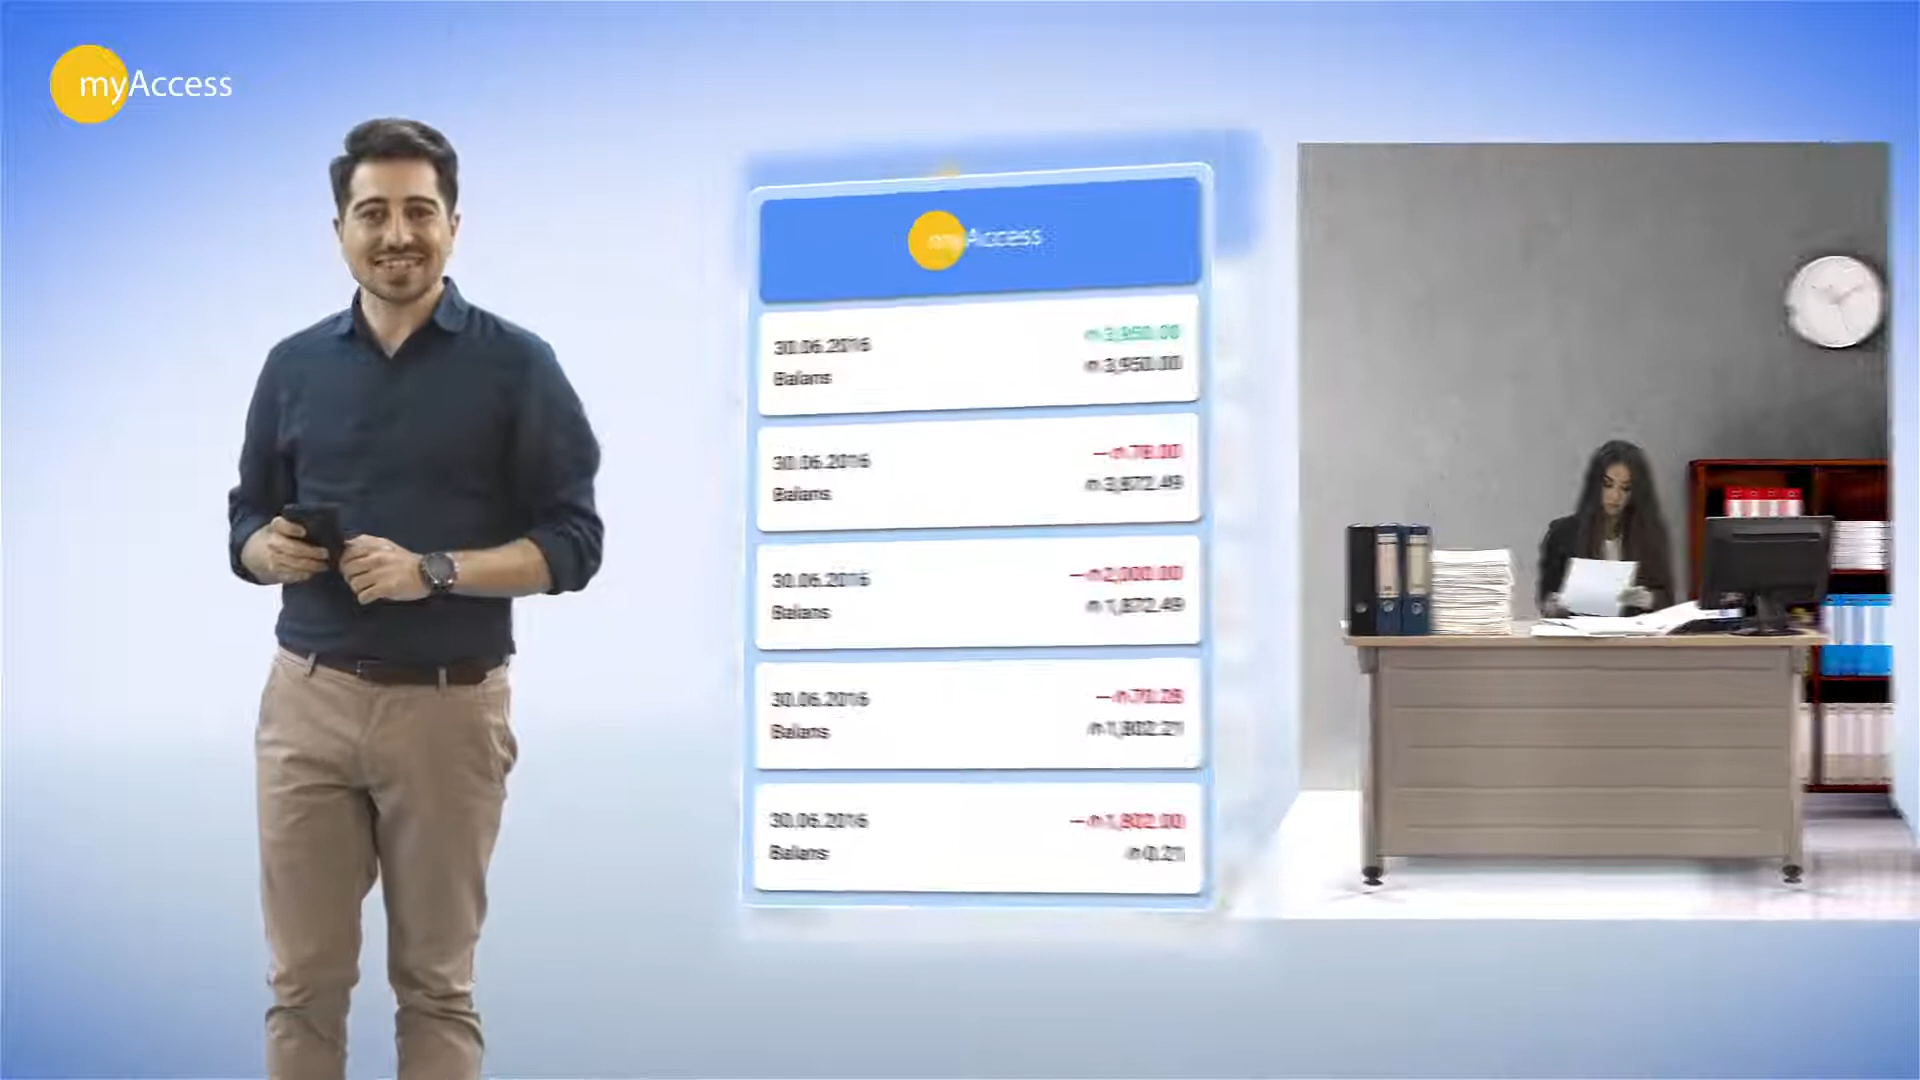 myAccess
myAccess
30.06.2016
₼ 3,950.00
Balans
₼ 3,950.00
30.06.2016
—₼ 78.00
Balans
₼ 3,872.49
30.06.2016
—₼ 2,000.00
Balans
₼ 1,872.49
30.06.2016
—₼ 70.28
Balans
₼ 1,802.21
30.06.2016
—₼ 1,802.00
Balans
₼ 0.21